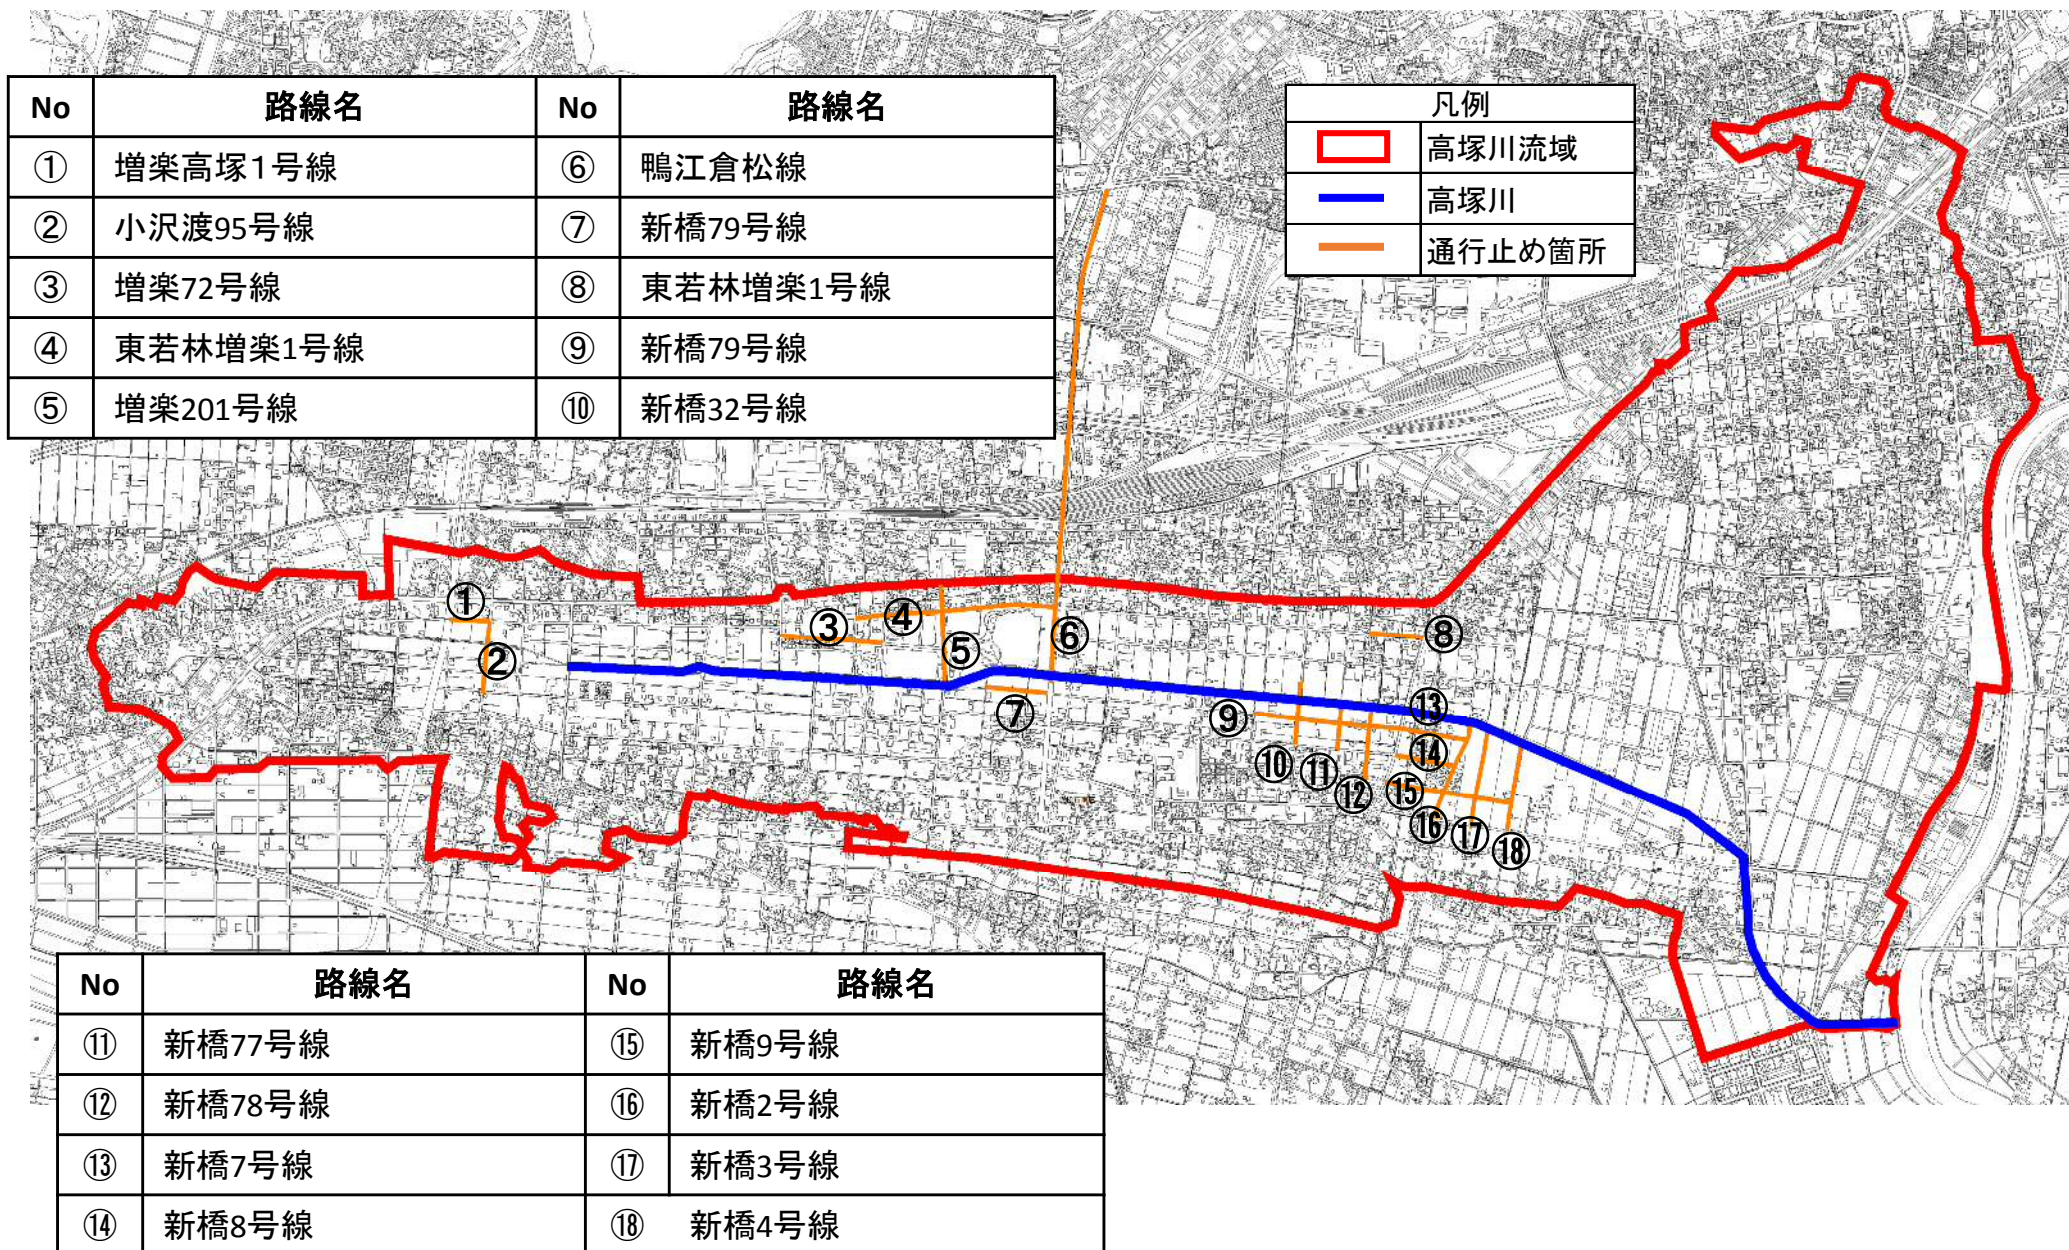 No 路線名 No 路線名
① 増楽高塚1号線 ⑥ 鴨江倉松線
② 小沢渡95号線 ⑦ 新橋79号線
③ 増楽72号線 ⑧ 東若林増楽1号線
④ 東若林増楽1号線 ⑨ 新橋79号線
⑤ 増楽201号線 ⑩ 新橋32号線
凡例
高塚川流域
高塚川
通行止め箇所
①
②
③
④
⑤
⑥
⑦
⑧
⑨
⑩
⑪
⑫
⑬
⑭
⑮
⑯
⑰
⑱
No 路線名 No 路線名
⑪ 新橋77号線 ⑮ 新橋9号線
⑫ 新橋78号線 ⑯ 新橋2号線
⑬ 新橋7号線 ⑰ 新橋3号線
⑭ 新橋8号線 ⑱ 新橋4号線